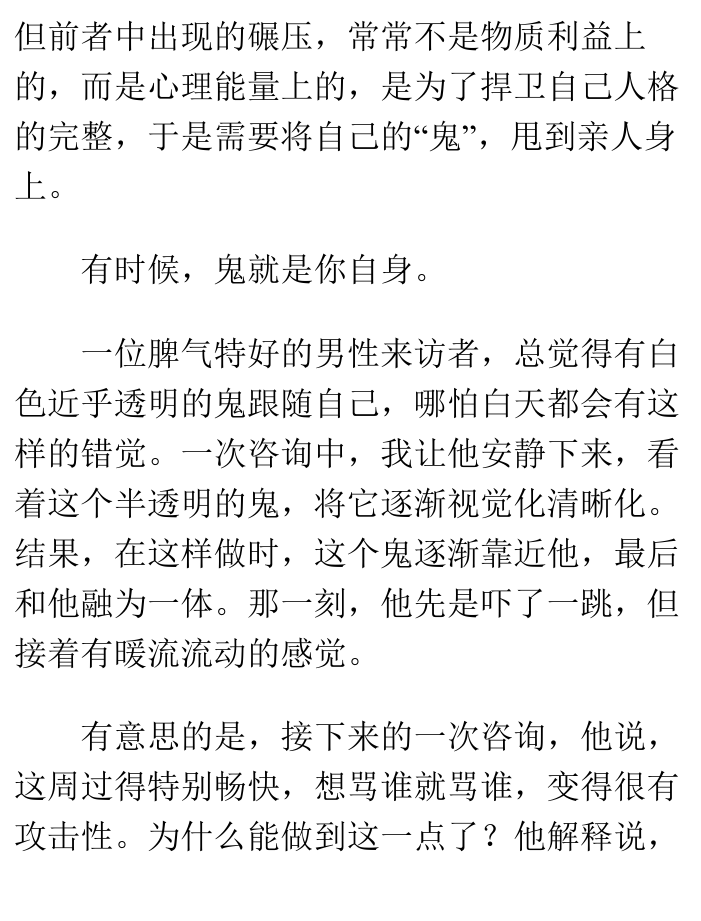 但前者中出现的碾压，常常不是物质利益上
的，而是心理能量上的，是为了捍卫自己人格
的完整，于是需要将自己的“鬼”，甩到亲人身
上。
有时候，鬼就是你自身。
一位脾气特好的男性来访者，总觉得有白
色近乎透明的鬼跟随自己，哪怕白天都会有这
样的错觉。一次咨询中，我让他安静下来，看
着这个半透明的鬼，将它逐渐视觉化清晰化。
结果，在这样做时，这个鬼逐渐靠近他，最后
和他融为一体。那一刻，他先是吓了一跳，但
接着有暖流流动的感觉。
有意思的是，接下来的一次咨询，他说，
这周过得特别畅快，想骂谁就骂谁，变得很有
攻击性。为什么能做到这一点了？他解释说，